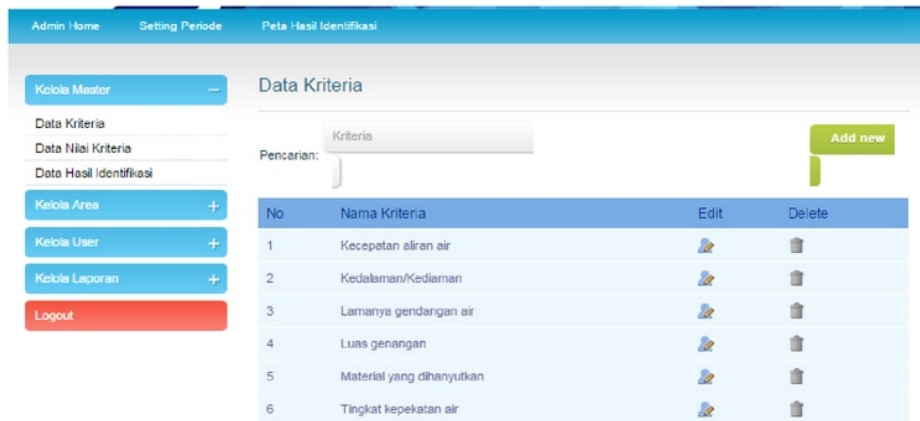 Admin Home Setting Periode Peta Hasil Identifikasi
Kelola Master
Data Kriteria
Data Nilai Kriteria
Data Hasil Identifikasi
Kelola Area
Kelola User
Kelola Laporan
Logout
Data Kriteria
Pencarian: Kriteria Add new
No Nama Kriteria Edit Delete
1 Kecepatan aliran air
2 Kedalaman/Kediaman
3 Lamanya gendangan air
4 Luas genangan
5 Material yang dihanyutkan
6 Tingkat kepekatan air